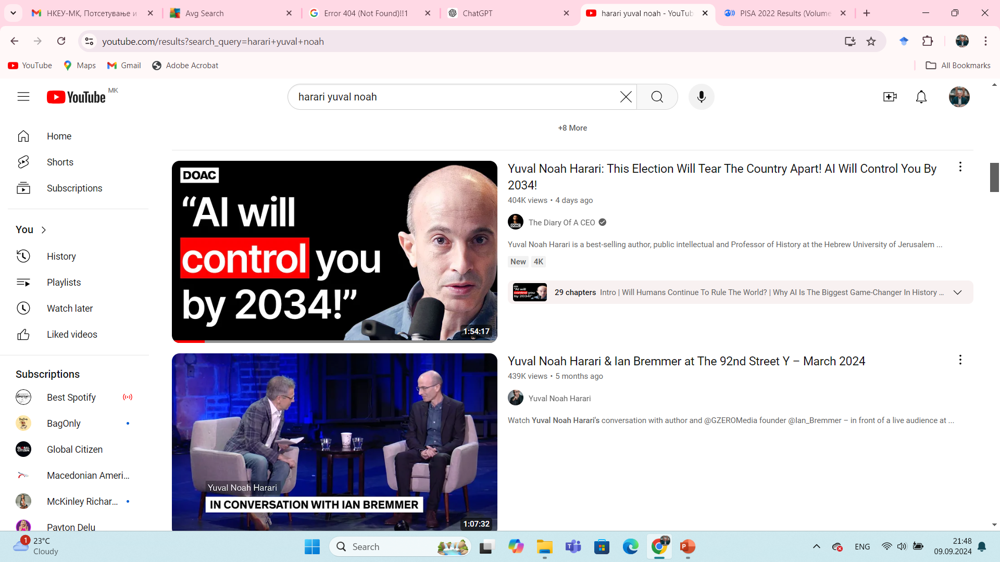 НКЕУ-МК, Потсетување и
Avg Search
Error 404 (Not Found)!!1
ChatGPT
harari yuval noah - YouTub
PISA 2022 Results (Volume
youtube.com/results?search_query=harari+yuval+noah
YouTube
Maps
Gmail
Adobe Acrobat
All Bookmarks
YouTube MK
harari yuval noah
Home
Shorts
Subscriptions
You
History
Playlists
Watch later
Liked videos
Subscriptions
Best Spotify
BagOnly
Global Citizen
Macedonian Ameri...
McKinley Richar...
Payton Delu
+8 More
DOAC
“AI will
control you
by 2034!”
1:54:17
Yuval Noah Harari: This Election Will Tear The Country Apart! AI Will Control You By
2034!
404K views • 4 days ago
The Diary Of A CEO
Yuval Noah Harari is a best-selling author, public intellectual and Professor of History at the Hebrew University of Jerusalem ...
New 4K
"AI will
control you
by 2034!"
29 chapters Intro | Will Humans Continue To Rule The World? | Why AI Is The Biggest Game-Changer In History ...
Yuval Noah Harari
IN CONVERSATION WITH IAN BREMMER
1:07:32
Yuval Noah Harari & Ian Bremmer at The 92nd Street Y – March 2024
439K views • 5 months ago
Yuval Noah Harari
Watch Yuval Noah Harari's conversation with author and @GZEROMedia founder @Ian_Bremmer – in front of a live audience at ...
1
23°C
Cloudy
Search
ENG
21:48
09.09.2024